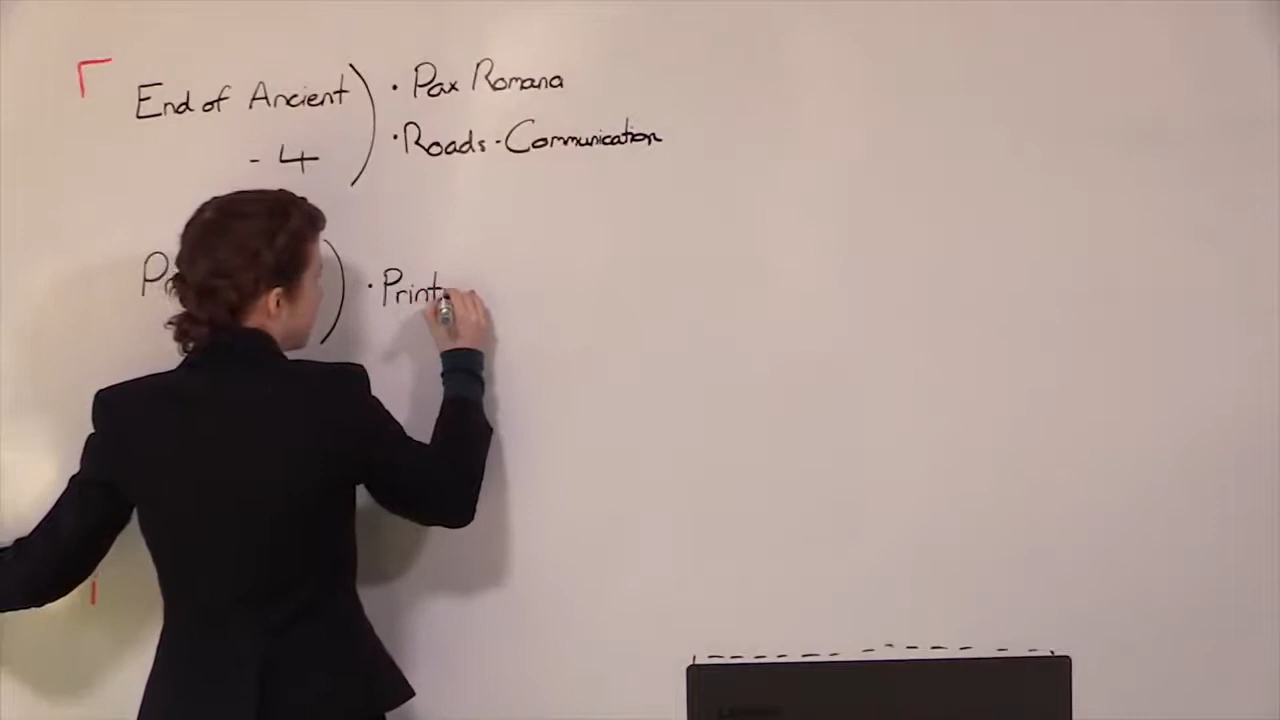 End of Ancient
- 4
· Pax Romana
· Roads - Communication
· Print